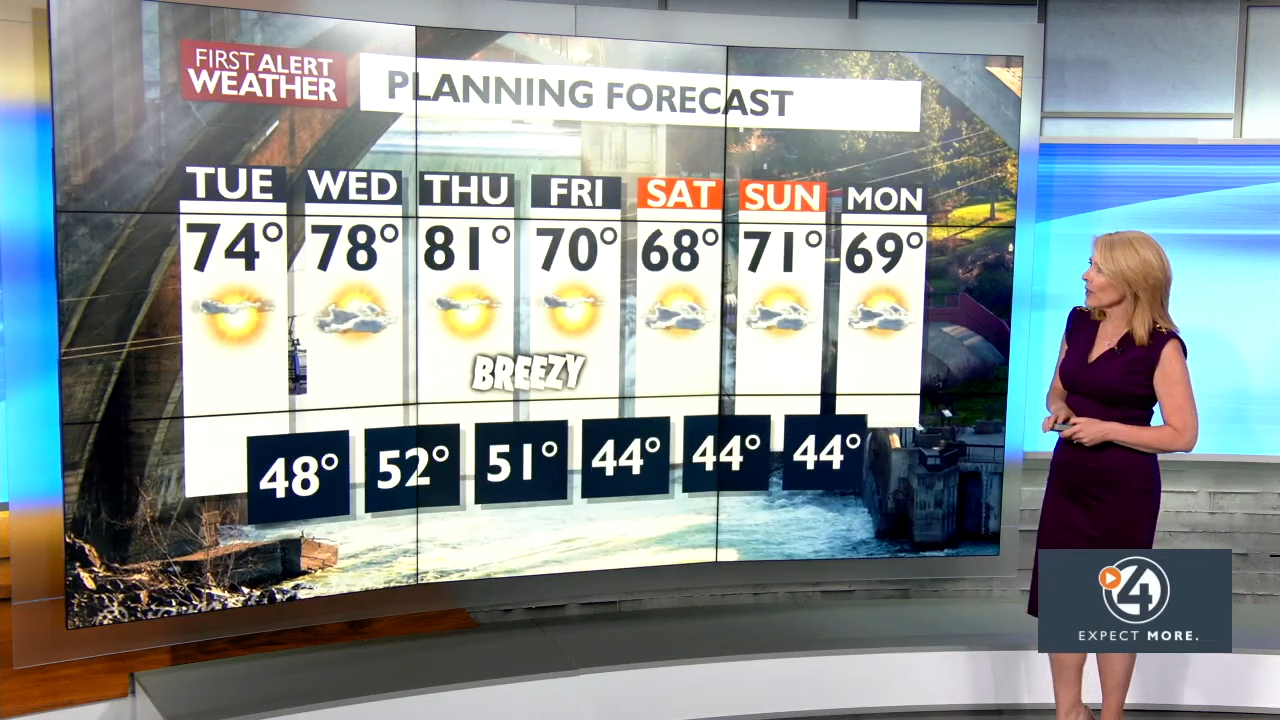 FIRST ALERT
WEATHER
PLANNING FORECAST
TUE WED THU FRI SAT SUN MON
74° 78° 81° 70° 68° 71° 69°
BREEZY
48° 52° 51° 44° 44° 44°
4
EXPECT MORE.